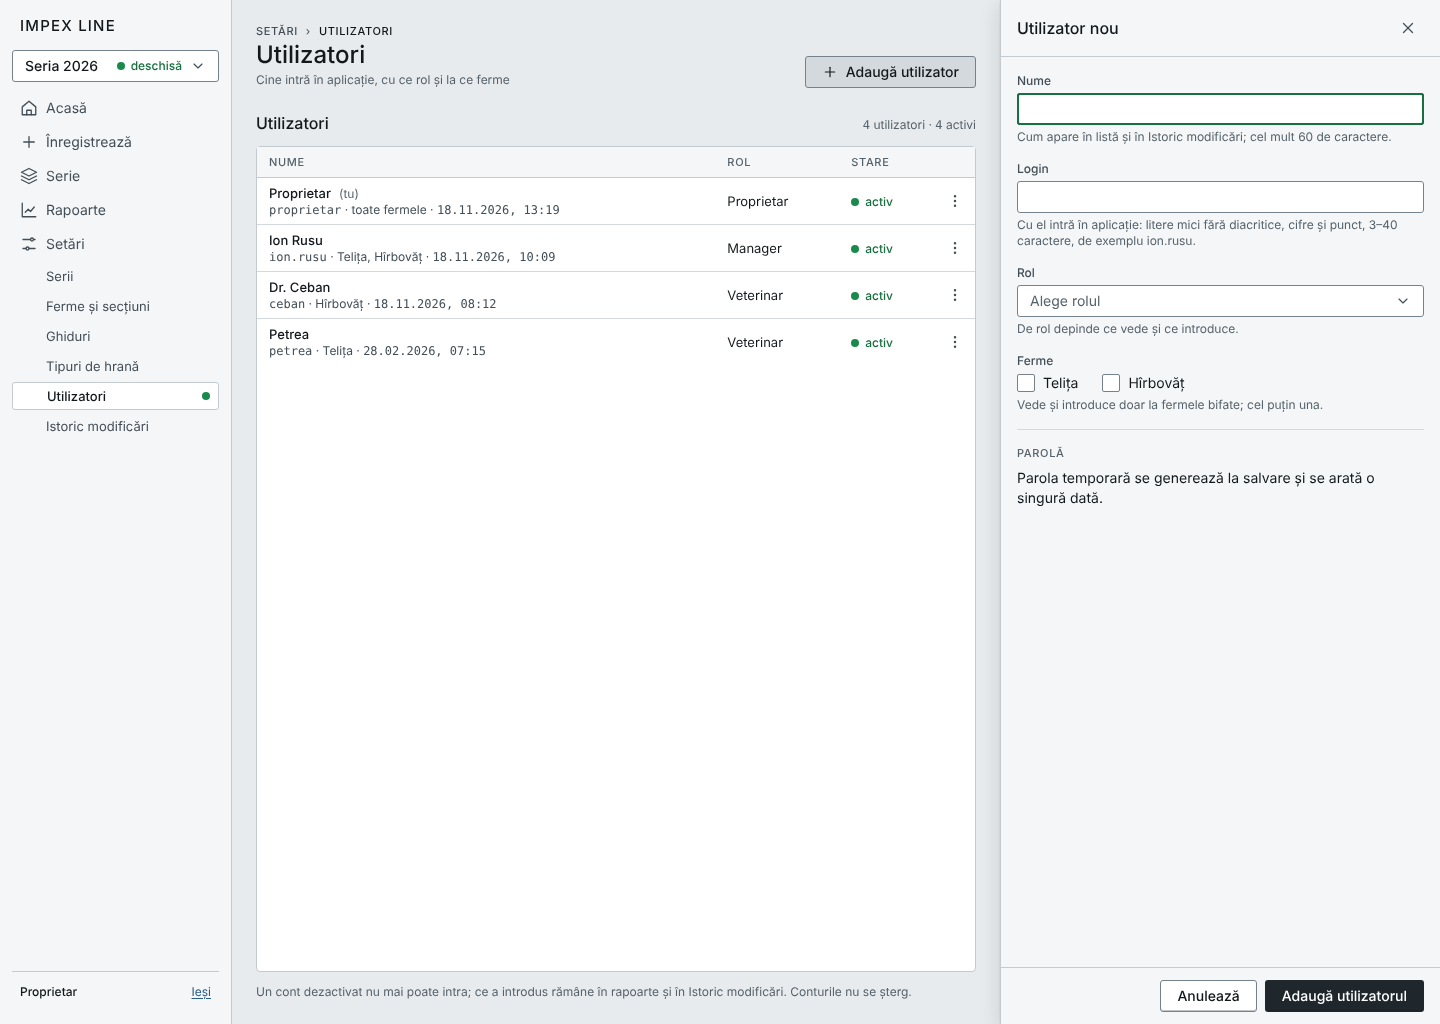 IMPEX LINE
Seria 2026 deschisă
Acasă
Înregistrează
Serie
Rapoarte
Setări
Serii
Ferme și secțiuni
Ghiduri
Tipuri de hrană
Utilizatori
Istoric modificări
Proprietar Ieși
SETĂRI › UTILIZATORI
Utilizatori
Cine intră în aplicație, cu ce rol și la ce ferme
Adaugă utilizator
Utilizatori
4 utilizatori · 4 activi
NUME ROL STARE
Proprietar (tu)
proprietar · toate fermele · 18.11.2026, 13:19
Proprietar
activ
Ion Rusu
ion.rusu · Telița, Hîrbovăț · 18.11.2026, 10:09
Manager
activ
Dr. Ceban
ceban · Hîrbovăț · 18.11.2026, 08:12
Veterinar
activ
Petrea
petrea · Telița · 28.02.2026, 07:15
Veterinar
activ
Un cont dezactivat nu mai poate intra; ce a introdus rămâne în rapoarte și în Istoric modificări. Conturile nu se șterg.
Utilizator nou
Nume
Cum apare în listă și în Istoric modificări; cel mult 60 de caractere.
Login
Cu el intră în aplicație: litere mici fără diacritice, cifre și punct, 3–40
caractere, de exemplu ion.rusu.
Rol
Alege rolul
De rol depinde ce vede și ce introduce.
Ferme
Telița Hîrbovăț
Vede și introduce doar la fermele bifate; cel puțin una.
PAROLĂ
Parola temporară se generează la salvare și se arată o
singură dată.
Anulează Adaugă utilizatorul